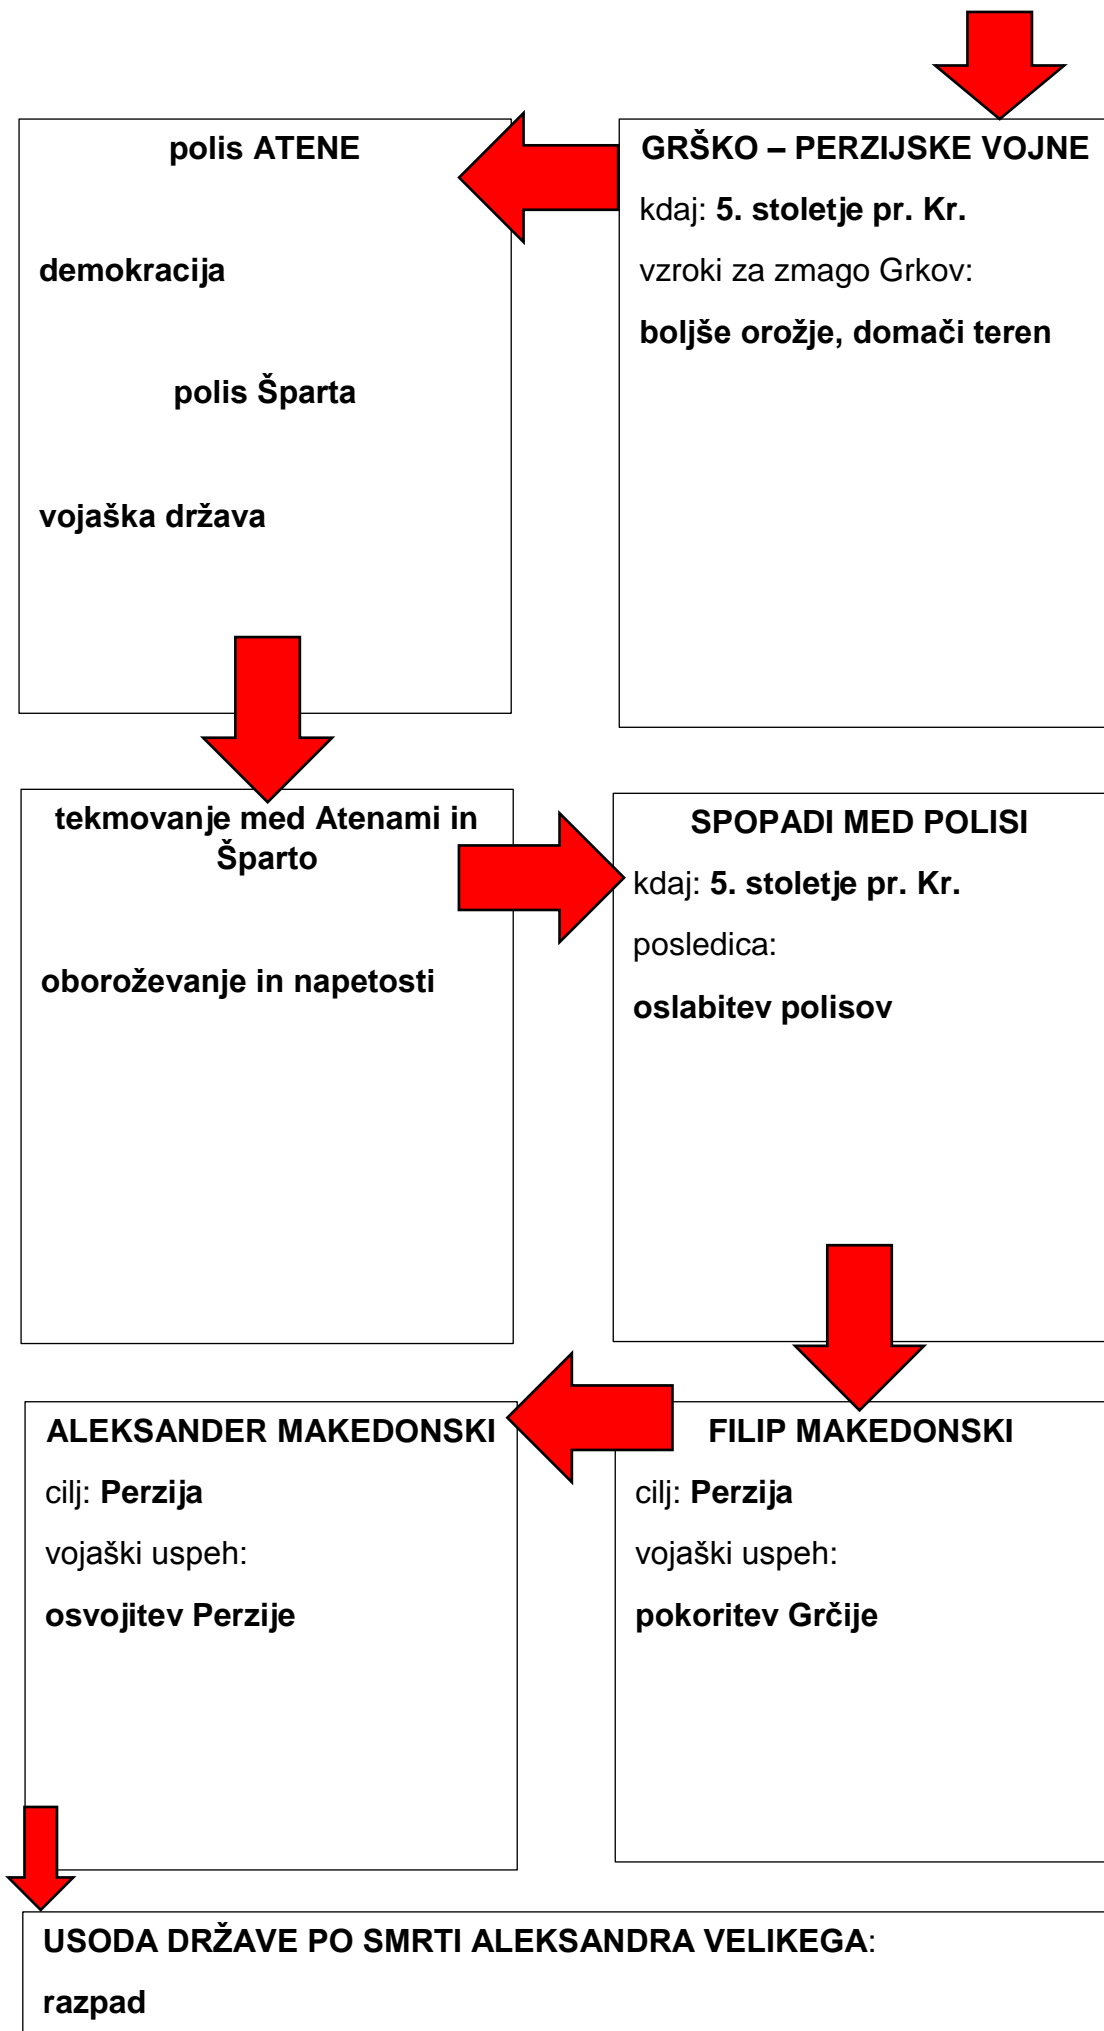 GRŠKO – PERZIJSKE VOJNE
kdaj: 5. stoletje pr. Kr.
vzroki za zmago Grkov:
boljše orožje, domači teren
polis ATENE
demokracija
polis Šparta
vojaška država
tekmovanje med Atenami in
Šparto
oboroževanje in napetosti
SPOPADI MED POLISI
kdaj: 5. stoletje pr. Kr.
posledica:
oslabitev polisov
FILIP MAKEDONSKI
cilj: Perzija
vojaški uspeh:
pokoritev Grčije
ALEKSANDER MAKEDONSKI
cilj: Perzija
vojaški uspeh:
osvojitev Perzije
USODA DRŽAVE PO SMRTI ALEKSANDRA VELIKEGA:
razpad